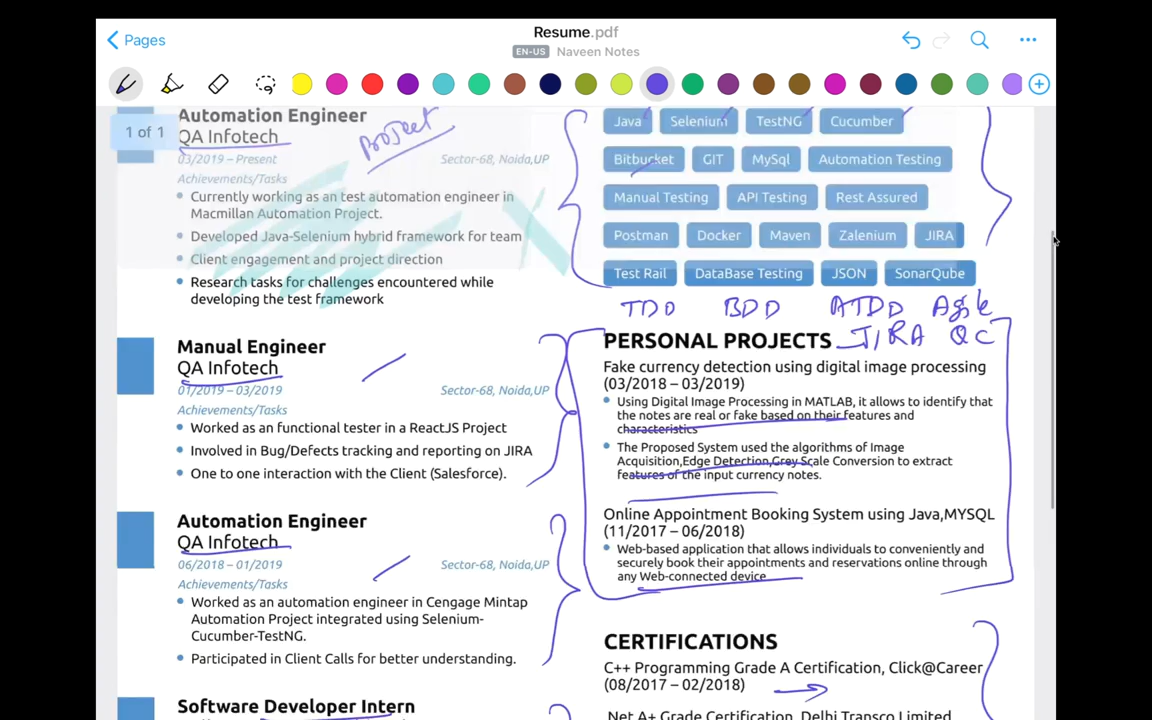 Pages
Resume.pdf
EN-US Naveen Notes
1 of 1
Automation Engineer
QA Infotech
Project
03/2019 – Present
Sector-68, Noida,UP
Achievements/Tasks
Currently working as an test automation engineer in
Macmillan Automation Project.
Developed Java-Selenium hybrid framework for team
Client engagement and project direction
Research tasks for challenges encountered while
developing the test framework
Manual Engineer
QA Infotech
01/2019 – 03/2019
Sector-68, Noida,UP
Achievements/Tasks
Worked as an functional tester in a ReactJS Project
Involved in Bug/Defects tracking and reporting on JIRA
One to one interaction with the Client (Salesforce).
Automation Engineer
QA Infotech
06/2018 – 01/2019
Sector-68, Noida,UP
Achievements/Tasks
Worked as an automation engineer in Cengage Mintap
Automation Project integrated using Selenium-
Cucumber-TestNG.
Participated in Client Calls for better understanding.
Software Developer Intern
Java Selenium TestNG Cucumber
Bitbucket GIT MySql Automation Testing
Manual Testing API Testing Rest Assured
Postman Docker Maven Zalenium JIRA
Test Rail DataBase Testing JSON SonarQube
TDD BDD ATDD Agile
JIRA QC
PERSONAL PROJECTS
Fake currency detection using digital image processing
(03/2018 – 03/2019)
Using Digital Image Processing in MATLAB, it allows to identify that
the notes are real or fake based on their features and
characteristics
The Proposed System used the algorithms of Image
Acquisition,Edge Detection,Grey Scale Conversion to extract
features of the input currency notes.
Online Appointment Booking System using Java,MYSQL
(11/2017 – 06/2018)
Web-based application that allows individuals to conveniently and
securely book their appointments and reservations online through
any Web-connected device
CERTIFICATIONS
C++ Programming Grade A Certification, Click@Career
(08/2017 – 02/2018)
.Net A+ Grade Certification, Delhi Transco Limited